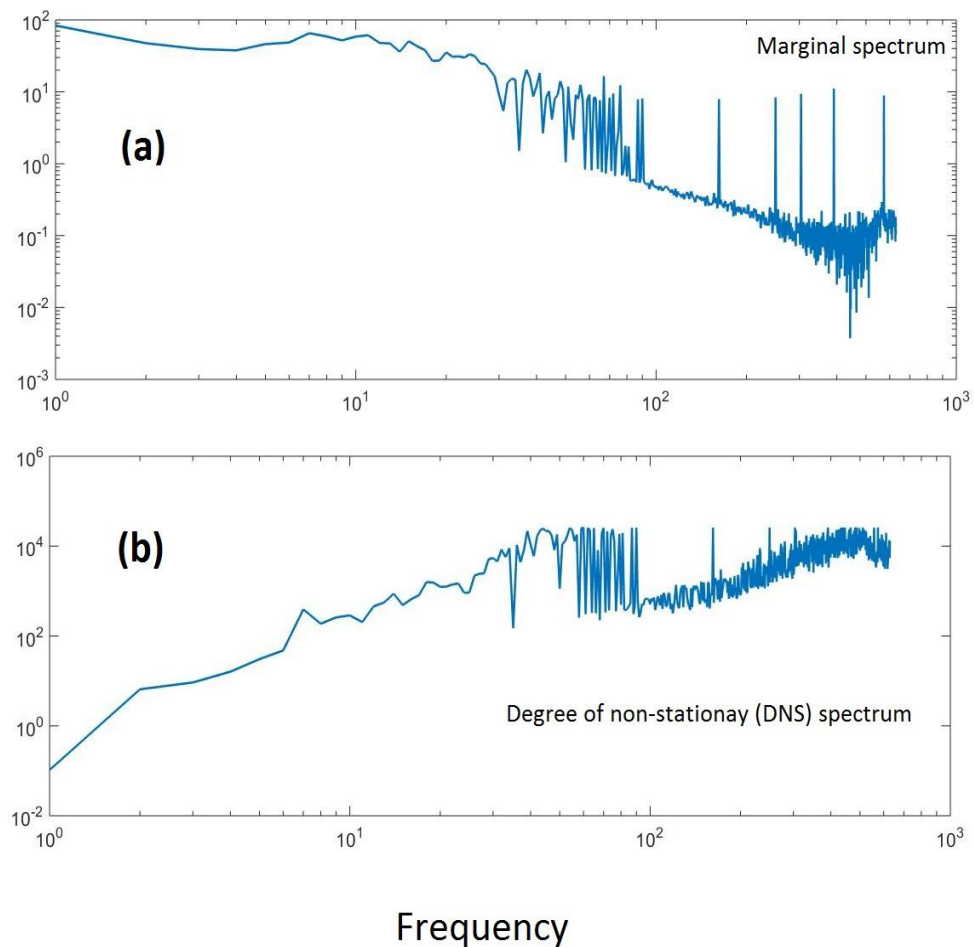 10^2
Marginal spectrum
10^1
(a)
10^0
10^-1
10^-2
10^-3
10^0 10^1 10^2 10^3
10^6
(b)
10^4
10^2
Degree of non-stationay (DNS) spectrum
10^0
10^-2
10^0 10^1 10^2 10^3
Frequency